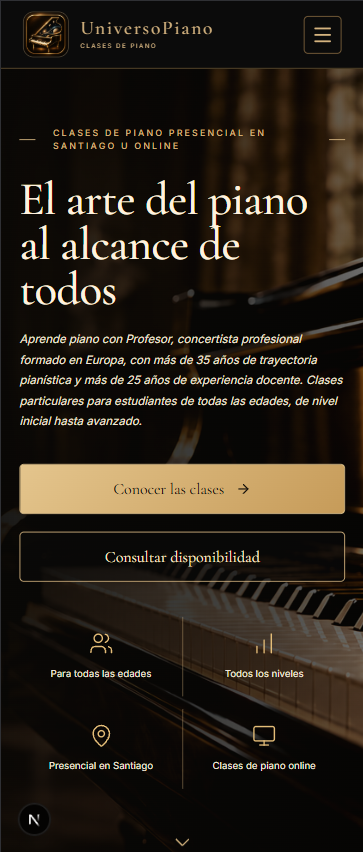 UniversoPiano
CLASES DE PIANO
CLASES DE PIANO PRESENCIAL EN
SANTIAGO U ONLINE
El arte del piano
al alcance de
todos
Aprende piano con Profesor, concertista profesional
formado en Europa, con más de 35 años de trayectoria
pianística y más de 25 años de experiencia docente. Clases
particulares para estudiantes de todas las edades, de nivel
inicial hasta avanzado.
Conocer las clases →
Consultar disponibilidad
Para todas las edades
Todos los niveles
Presencial en Santiago
Clases de piano online
N